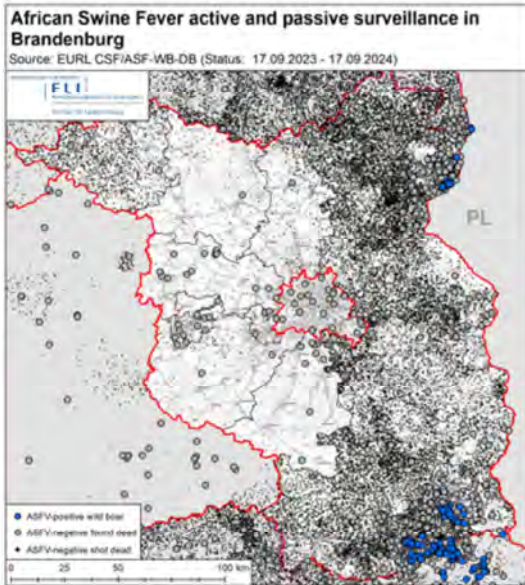 African Swine Fever active and passive surveillance in
Brandenburg
Source: EURL CSF/ASF-WB-DB (Status: 17.09.2023 - 17.09.2024)
FLI
PL
ASFV-positive wild boar
ASFV-negative found dead
ASFV-negative shot dead
0 25 50 100 km